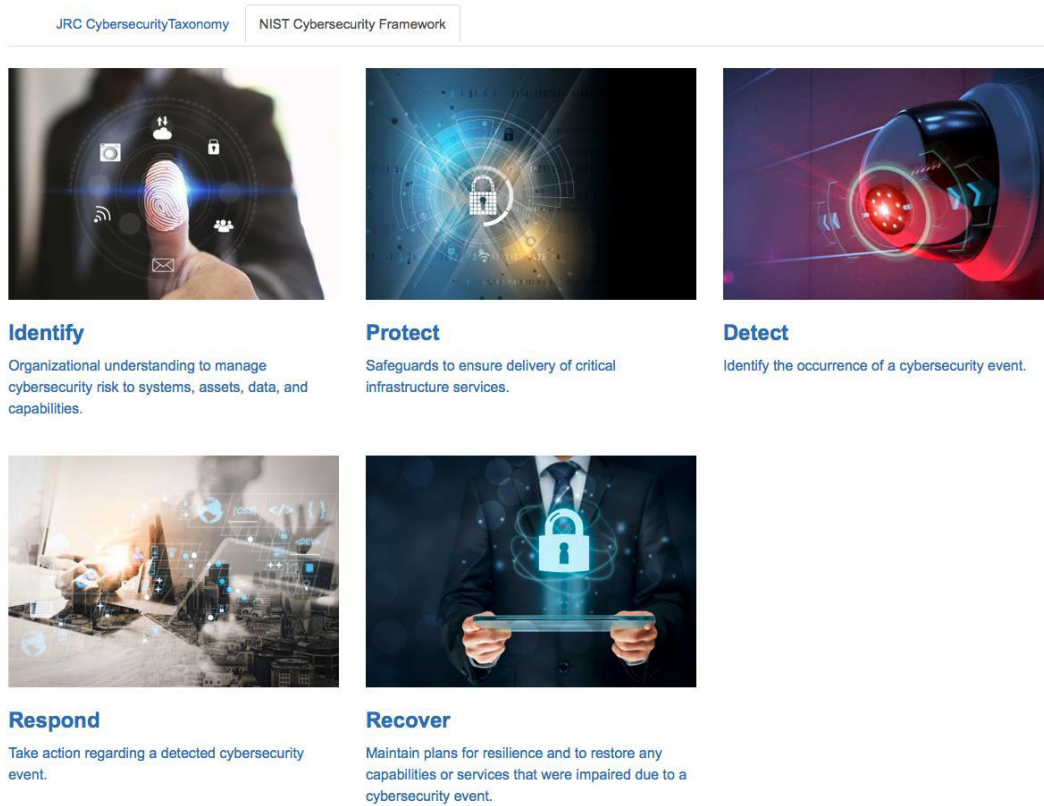 JRC CybersecurityTaxonomy
NIST Cybersecurity Framework
Identify
Organizational understanding to manage
cybersecurity risk to systems, assets, data, and
capabilities.
Protect
Safeguards to ensure delivery of critical
infrastructure services.
Detect
Identify the occurrence of a cybersecurity event.
{CSS}
</>
{ }
<DEV>
Respond
Take action regarding a detected cybersecurity
event.
Recover
Maintain plans for resilience and to restore any
capabilities or services that were impaired due to a
cybersecurity event.